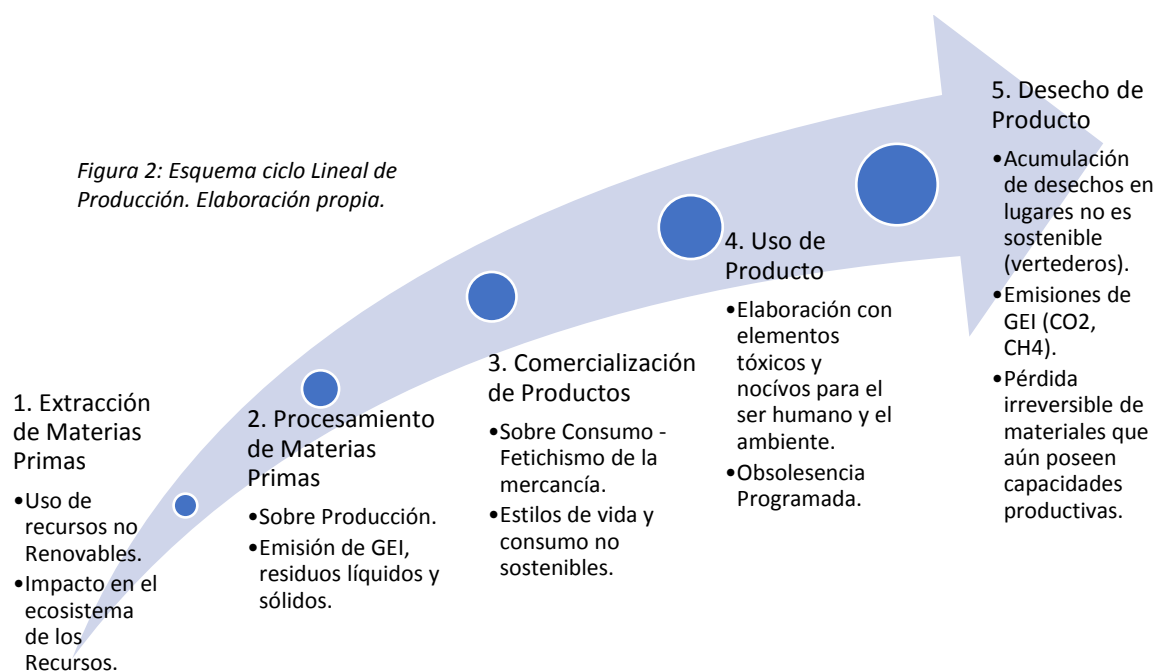 Figura 2: Esquema ciclo Lineal de
Producción. Elaboración propia.
1. Extracción
de Materias
Primas
•Uso de
recursos no
Renovables.
•Impacto en el
ecosistema
de los
Recursos.
2. Procesamiento
de Materias
Primas
•Sobre Producción.
•Emisión de GEI,
residuos líquidos y
sólidos.
3. Comercialización
de Productos
•Sobre Consumo -
Fetichismo de la
mercancía.
•Estilos de vida y
consumo no
sostenibles.
4. Uso de
Producto
•Elaboración con
elementos
tóxicos y
nocívos para el
ser humano y el
ambiente.
•Obsolesencia
Programada.
5. Desecho de
Producto
•Acumulación
de desechos en
lugares no es
sostenible
(vertederos).
•Emisiones de
GEI (CO2,
CH4).
•Pérdida
irreversible de
materiales que
aún poseen
capacidades
productivas.